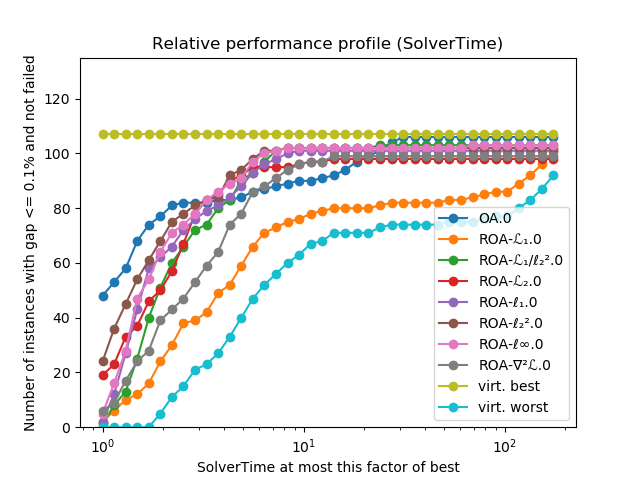 Relative performance profile (SolverTime)
Number of instances with gap <= 0.1% and not failed
120
100
80
60
40
20
0
10⁰
10¹
10²
SolverTime at most this factor of best
OA.0
ROA-ℒ₁.0
ROA-ℒ₁/ℓ₂².0
ROA-ℒ₂.0
ROA-ℓ₁.0
ROA-ℓ₂².0
ROA-ℓ∞.0
ROA-∇²ℒ.0
virt. best
virt. worst